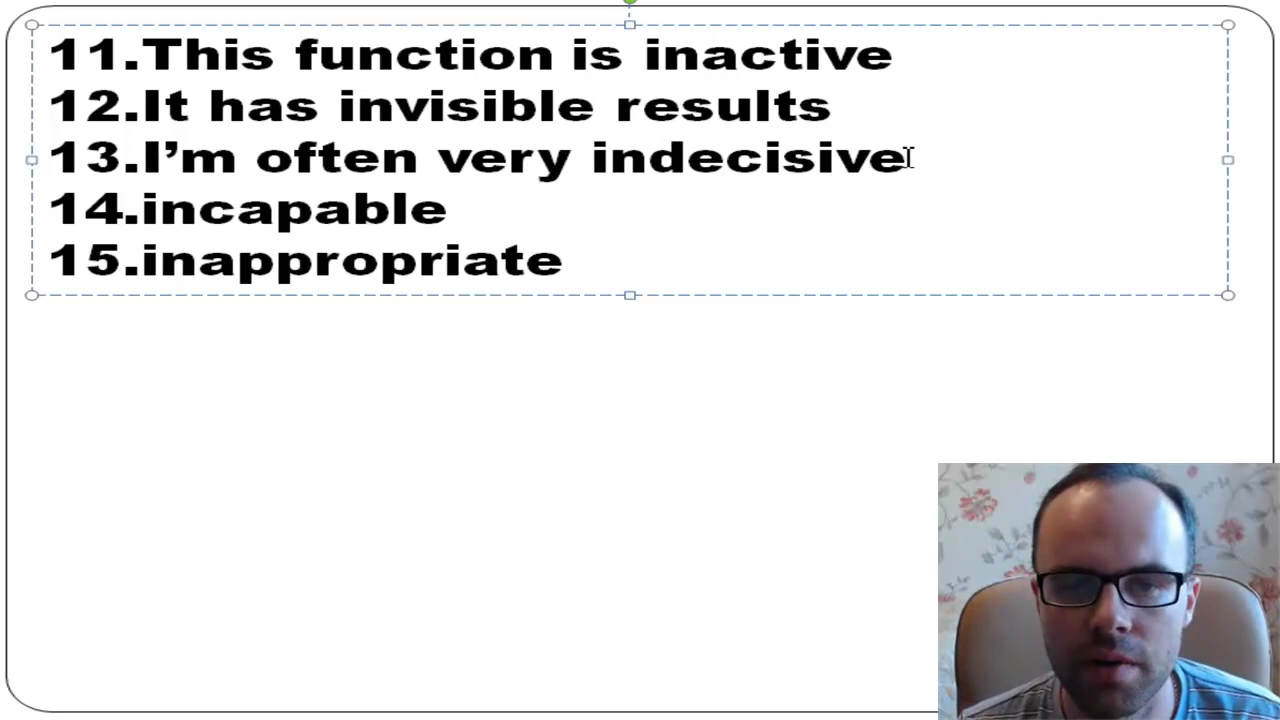 11.This function is inactive
12.It has invisible results
13.I’m often very indecisive
14.incapable
15.inappropriate